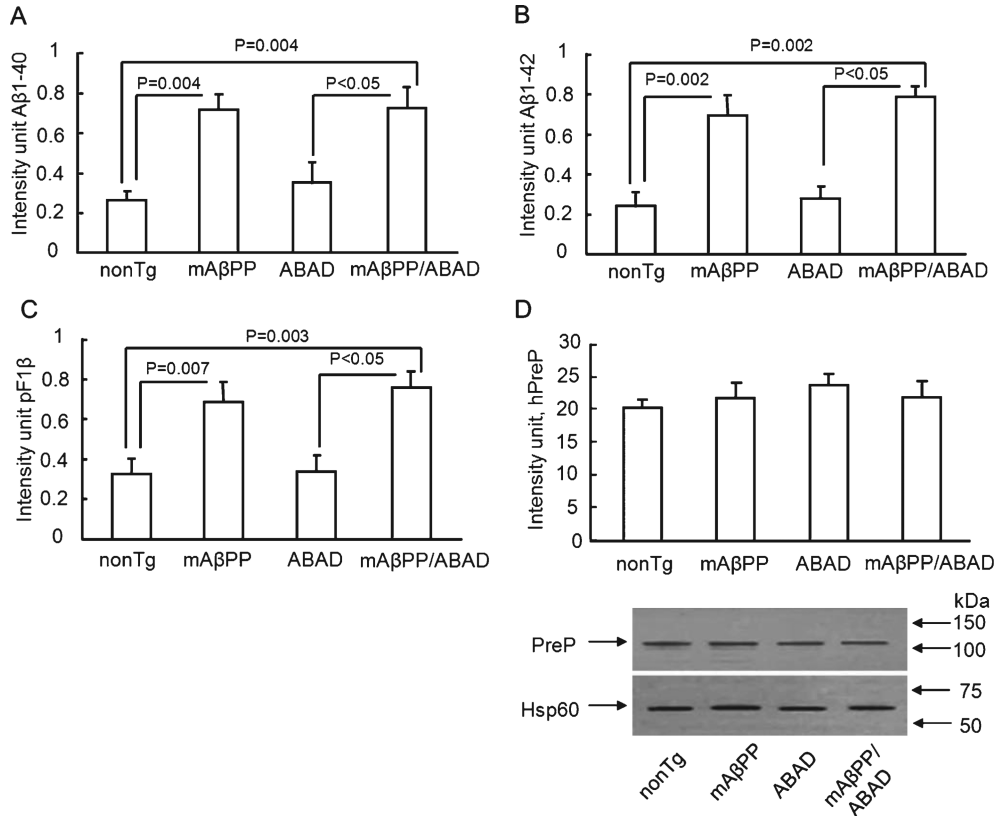 A
Intensity unit Aβ1-40
1
0.8
0.6
0.4
0.2
0
P=0.004
P=0.004
P<0.05
nonTg mAβPP ABAD mAβPP/ABAD
B
Intensity unit Aβ1-42
1
0.8
0.6
0.4
0.2
0
P=0.002
P=0.002
P<0.05
nonTg mAβPP ABAD mAβPP/ABAD
C
Intensity unit pF1β
1
0.8
0.6
0.4
0.2
0
P=0.003
P=0.007
P<0.05
nonTg mAβPP ABAD mAβPP/ABAD
D
Intensity unit, hPreP
30
25
20
15
10
5
0
nonTg mAβPP ABAD mAβPP/ABAD
kDa
PreP
150
100
Hsp60
75
50
nonTg
mAβPP
ABAD
mAβPP/
ABAD